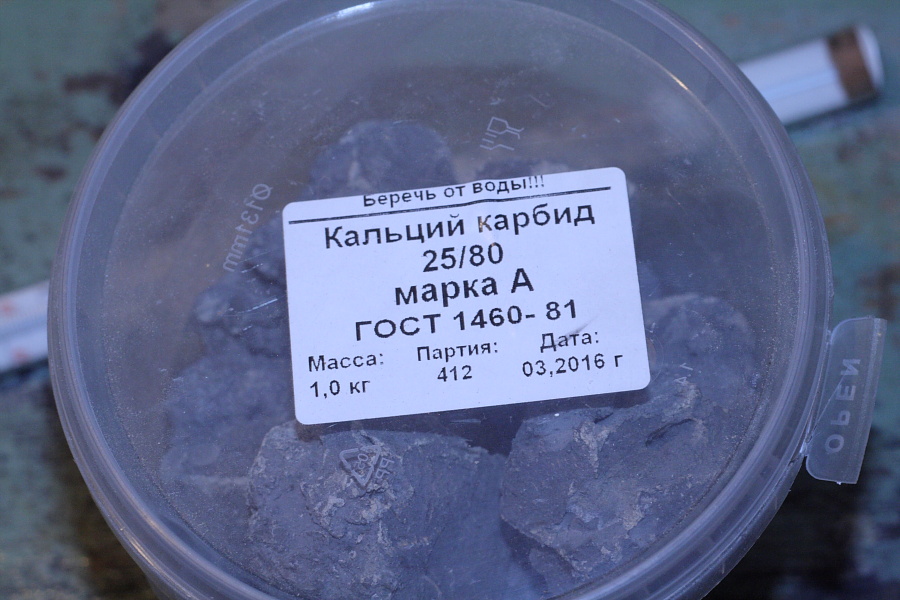 Беречь от воды!!!
Кальций карбид
25/80
марка А
ГОСТ 1460- 81
Масса: Партия: Дата:
1,0 кг 412 03,2016 г
OPEN